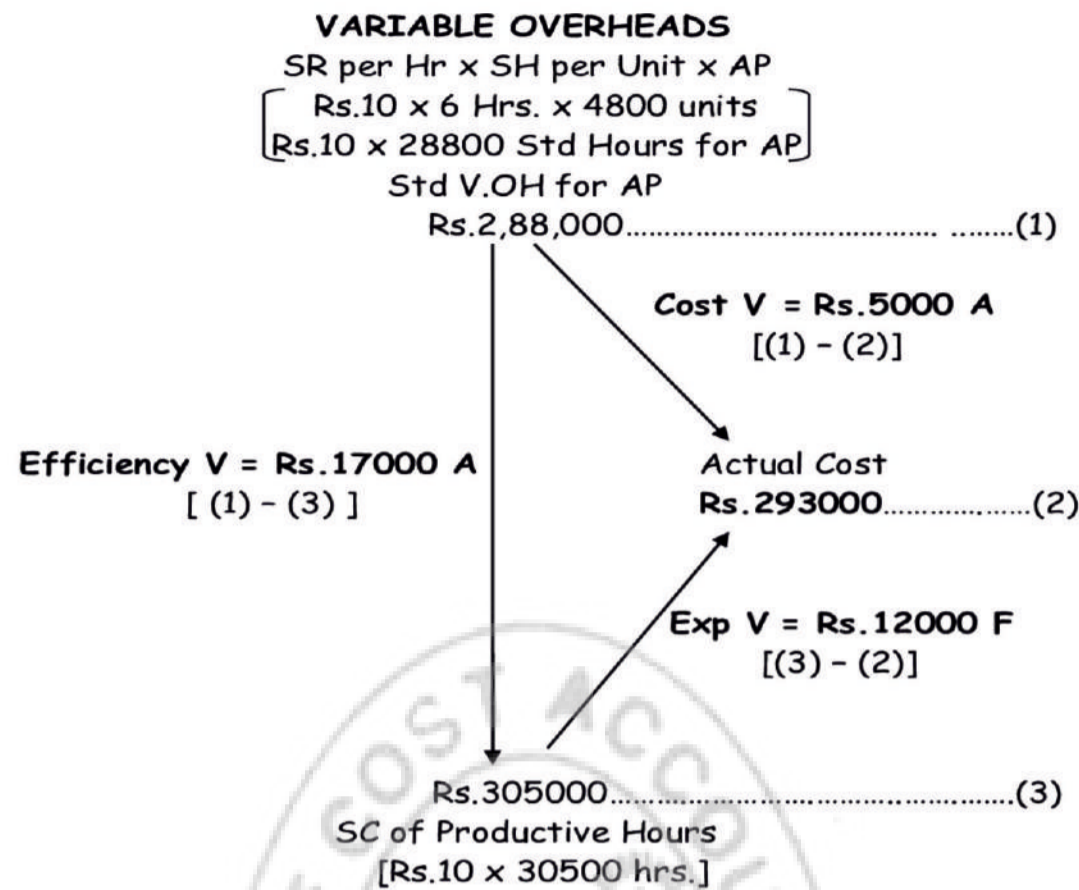 VARIABLE OVERHEADS
SR per Hr x SH per Unit x AP
Rs.10 x 6 Hrs. x 4800 units
Rs.10 x 28800 Std Hours for AP
Std V.OH for AP
Rs.2,88,000.................................... ........(1)
Cost V = Rs.5000 A
[(1) – (2)]
Efficiency V = Rs.17000 A
[ (1) – (3) ]
Actual Cost
Rs.293000..................(2)
Exp V = Rs.12000 F
[(3) – (2)]
Rs.305000.................................................(3)
SC of Productive Hours
[Rs.10 x 30500 hrs.]
OF COST ACCOU